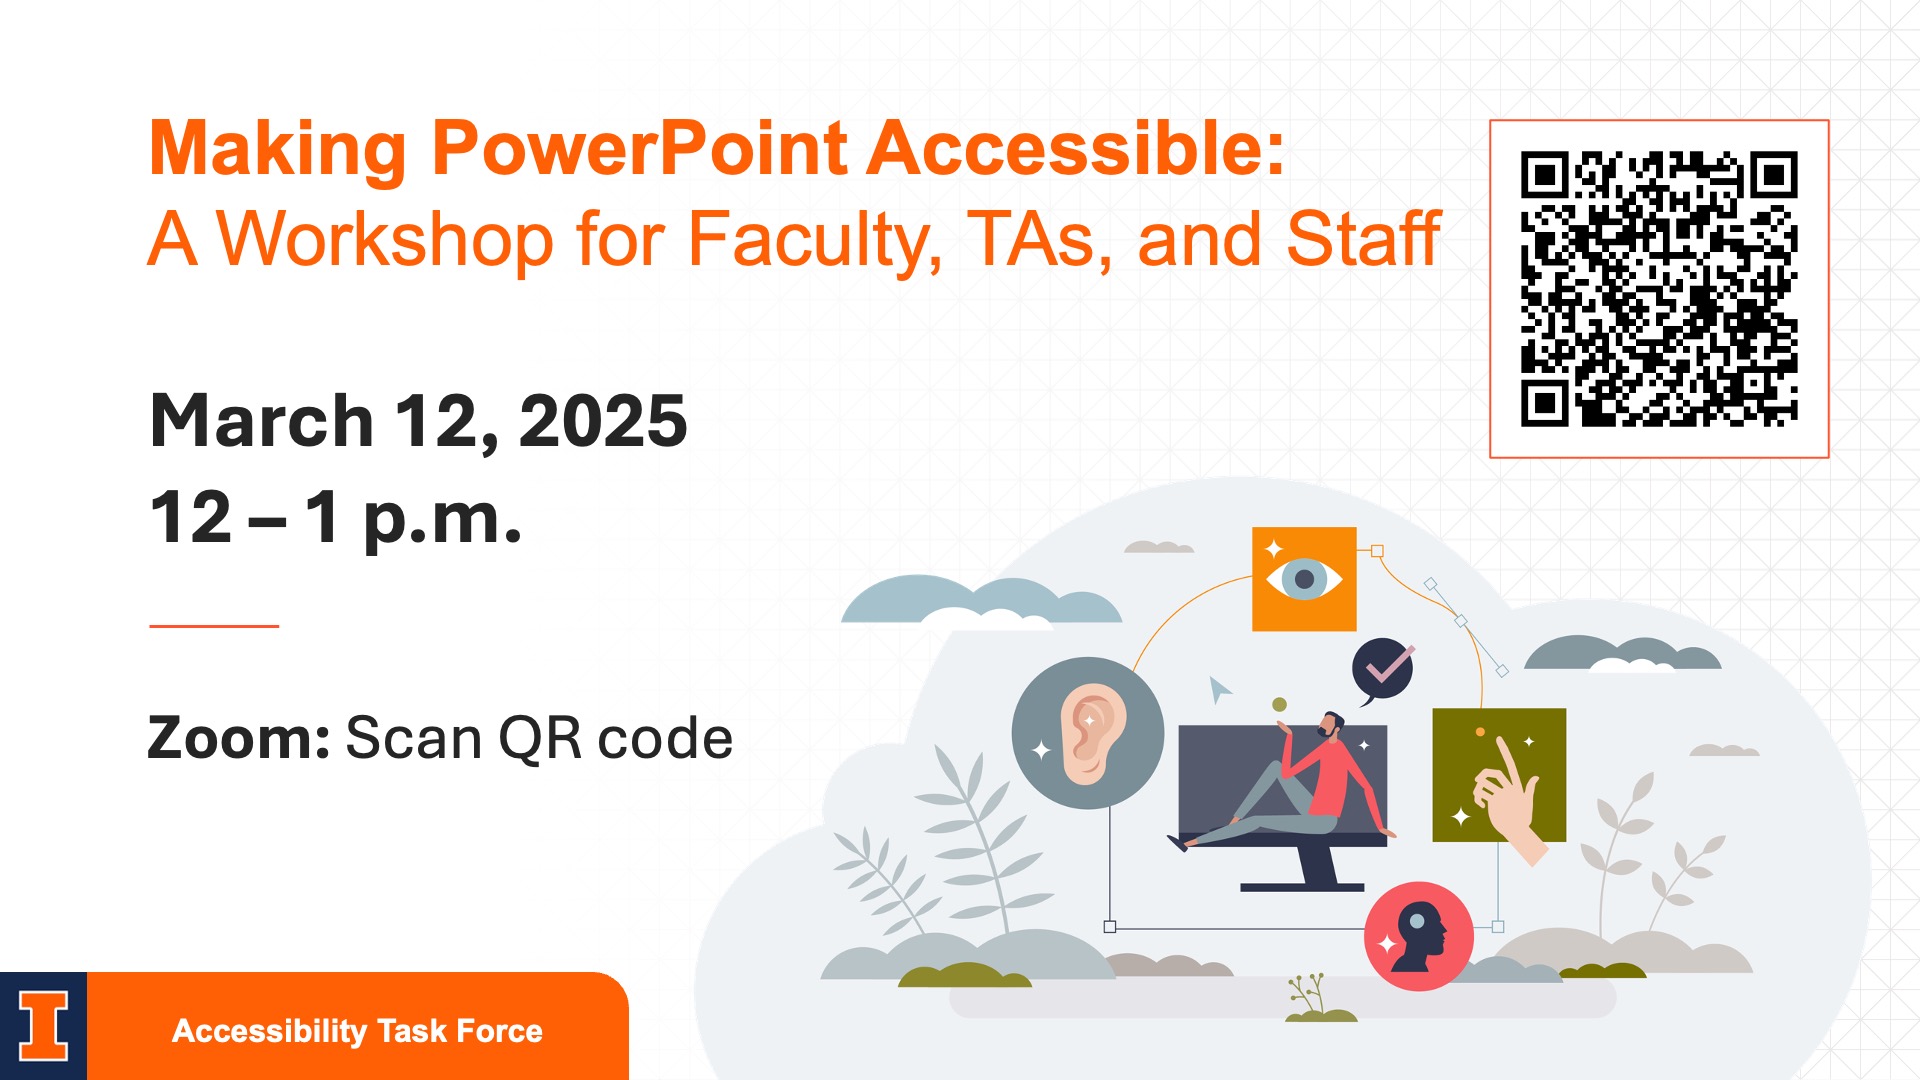 Making PowerPoint Accessible:
A Workshop for Faculty, TAs, and Staff
March 12, 2025
12 – 1 p.m.
Zoom: Scan QR code
I
Accessibility Task Force